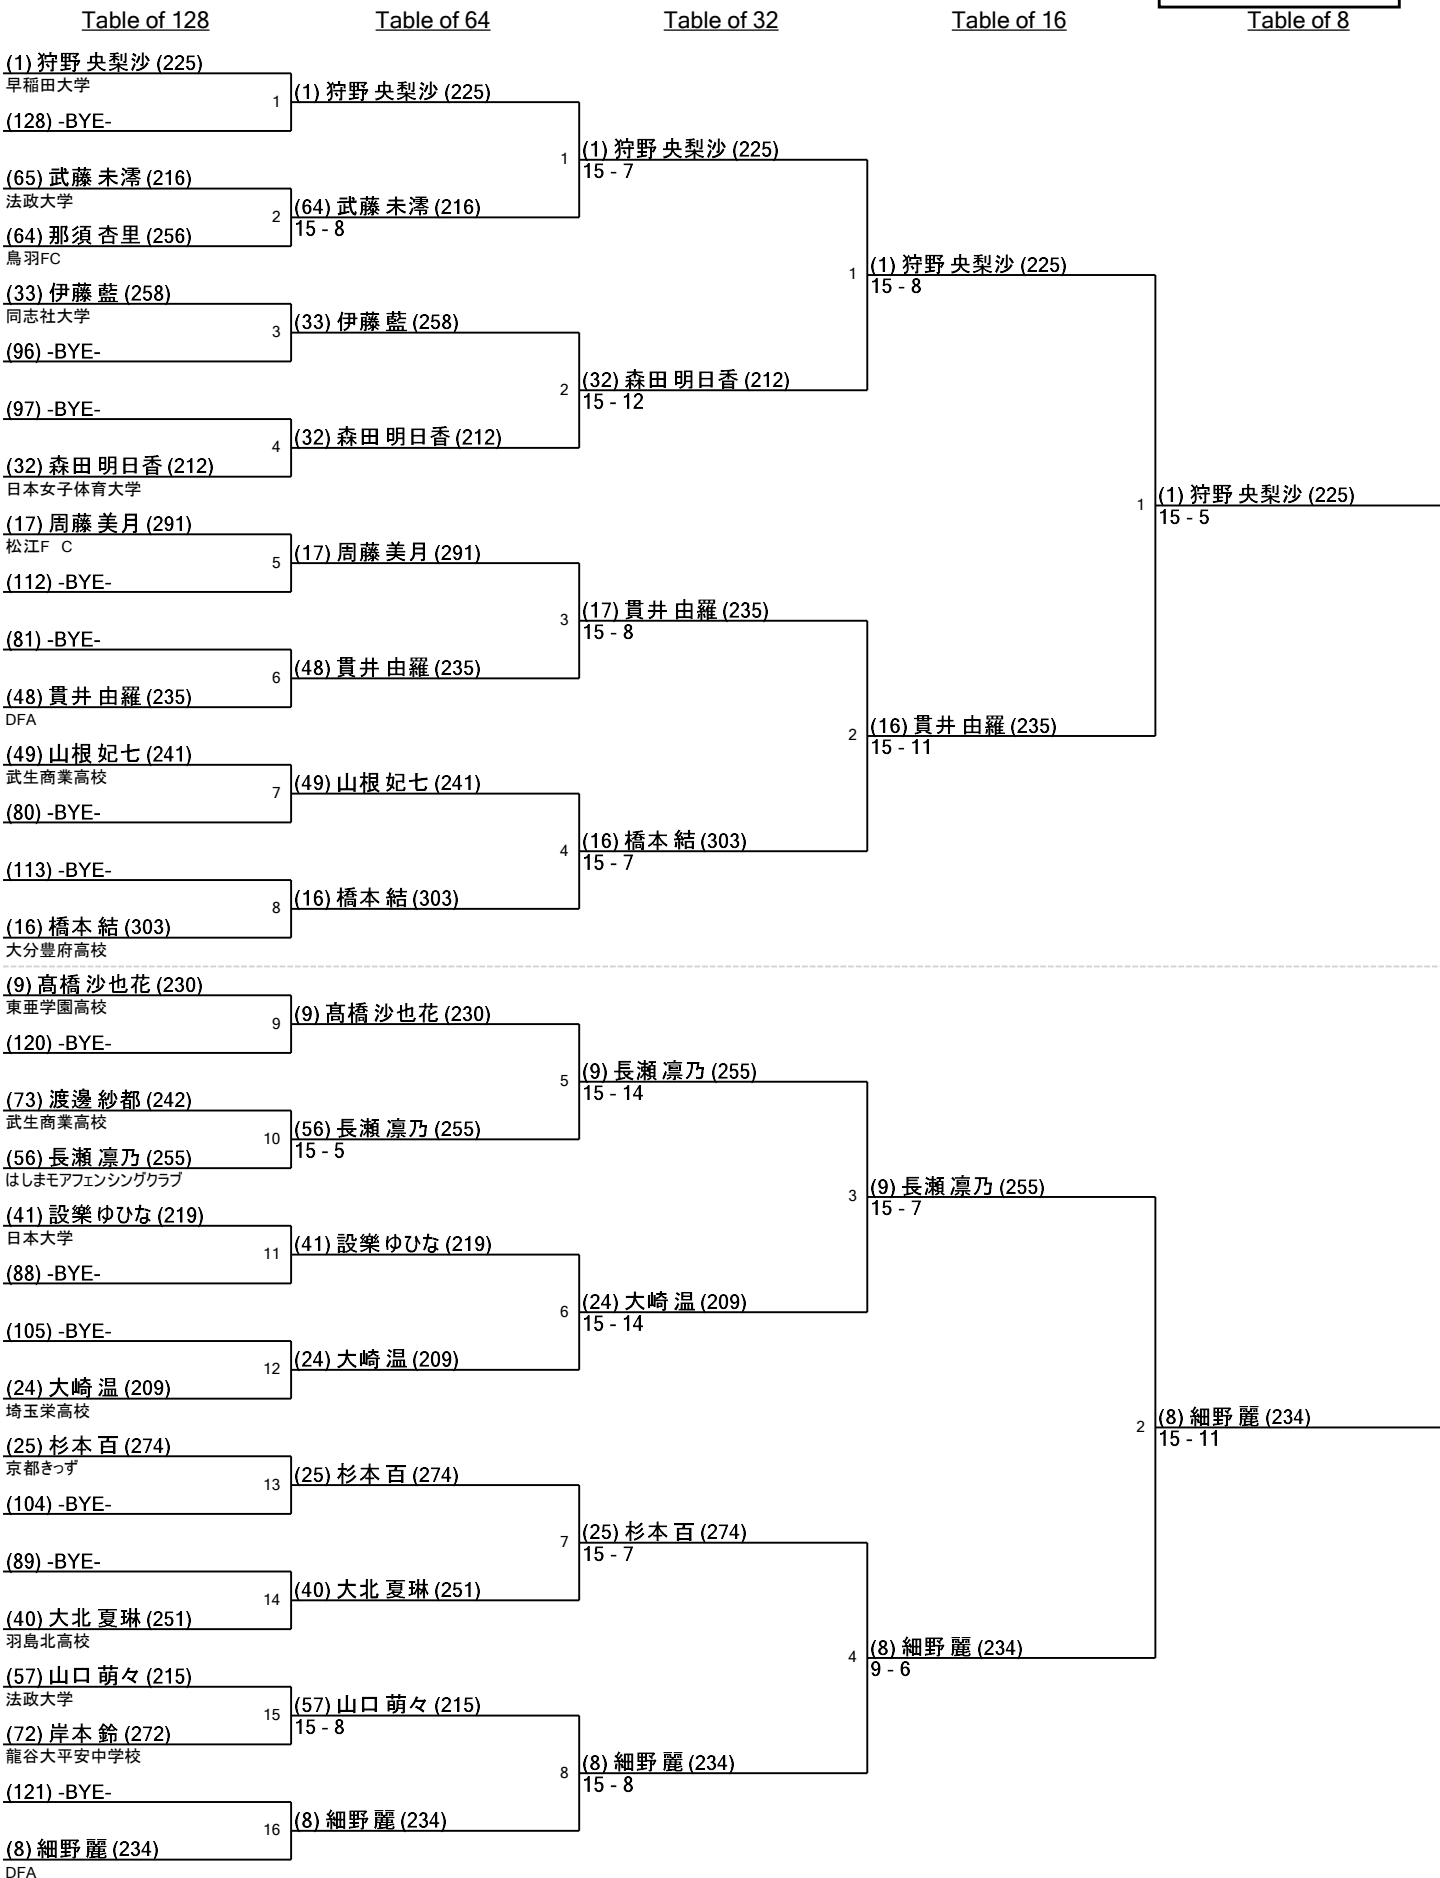 Table of 128
Table of 64
Table of 32
Table of 16
Table of 8
(1) 狩野 央梨沙 (225)
早稲田大学
1
(128) -BYE-
(65) 武藤 未澪 (216)
法政大学
2
(64) 那須 杏里 (256)
鳥羽FC
(33) 伊藤 藍 (258)
同志社大学
3
(96) -BYE-
(97) -BYE-
4
(32) 森田 明日香 (212)
日本女子体育大学
(17) 周藤 美月 (291)
松江F C
5
(112) -BYE-
(81) -BYE-
6
(48) 貫井 由羅 (235)
DFA
(49) 山根 妃七 (241)
武生商業高校
7
(80) -BYE-
(113) -BYE-
8
(16) 橋本 結 (303)
大分豊府高校
(9) 髙橋 沙也花 (230)
東亜学園高校
9
(120) -BYE-
(73) 渡邊 紗都 (242)
武生商業高校
10
(56) 長瀬 凛乃 (255)
はしまモアフェンシングクラブ
(41) 設樂 ゆひな (219)
日本大学
11
(88) -BYE-
(105) -BYE-
12
(24) 大崎 温 (209)
埼玉栄高校
(25) 杉本 百 (274)
京都きっず
13
(104) -BYE-
(89) -BYE-
14
(40) 大北 夏琳 (251)
羽島北高校
(57) 山口 萌々 (215)
法政大学
15
(72) 岸本 鈴 (272)
龍谷大平安中学校
(121) -BYE-
16
(8) 細野 麗 (234)
DFA
(1) 狩野 央梨沙 (225)
1
(64) 武藤 未澪 (216)
15 - 8
(33) 伊藤 藍 (258)
2
(32) 森田 明日香 (212)
(17) 周藤 美月 (291)
3
(48) 貫井 由羅 (235)
(49) 山根 妃七 (241)
4
(16) 橋本 結 (303)
(9) 髙橋 沙也花 (230)
5
(56) 長瀬 凛乃 (255)
15 - 5
(41) 設樂 ゆひな (219)
6
(24) 大崎 温 (209)
(25) 杉本 百 (274)
7
(40) 大北 夏琳 (251)
(57) 山口 萌々 (215)
15 - 8
8
(8) 細野 麗 (234)
(1) 狩野 央梨沙 (225)
15 - 7
1
(32) 森田 明日香 (212)
15 - 12
(17) 貫井 由羅 (235)
15 - 8
2
(16) 橋本 結 (303)
15 - 7
(9) 長瀬 凛乃 (255)
15 - 14
3
(24) 大崎 温 (209)
15 - 14
(25) 杉本 百 (274)
15 - 7
4
(8) 細野 麗 (234)
15 - 8
(1) 狩野 央梨沙 (225)
15 - 8
1
(16) 貫井 由羅 (235)
15 - 11
(9) 長瀬 凛乃 (255)
15 - 7
2
(8) 細野 麗 (234)
9 - 6
(1) 狩野 央梨沙 (225)
15 - 5
(8) 細野 麗 (234)
15 - 11